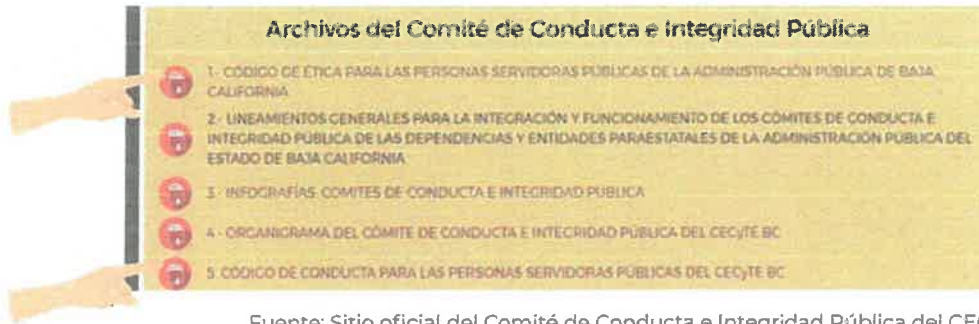 Archivos del Comité de Conducta e Integridad Pública
1.- CÓDIGO DE ÉTICA PARA LAS PERSONAS SERVIDORAS PÚBLICAS DE LA ADMINISTRACIÓN PÚBLICA DE BAJA
CALIFORNIA
2.- LINEAMIENTOS GENERALES PARA LA INTEGRACIÓN Y FUNCIONAMIENTO DE LOS CÓMITES DE CONDUCTA E
INTEGRIDAD PÚBLICA DE LAS DEPENDENCIAS Y ENTIDADES PARAESTATALES DE LA ADMINISTRACIÓN PÚBLICA DEL
ESTADO DE BAJA CALIFORNIA
3.- INFOGRAFÍAS: COMITES DE CONDUCTA E INTEGRIDAD PUBLICA
4.- ORGANIGRAMA DEL CÓMITE DE CONDUCTA E INTEGRIDAD PÚBLICA DEL CECyTE BC
5. CÓDIGO DE CONDUCTA PARA LAS PERSONAS SERVIDORAS PÚBLICAS DEL CECyTE BC
Fuente: Sitio oficial del Comité de Conducta e Integridad Pública del